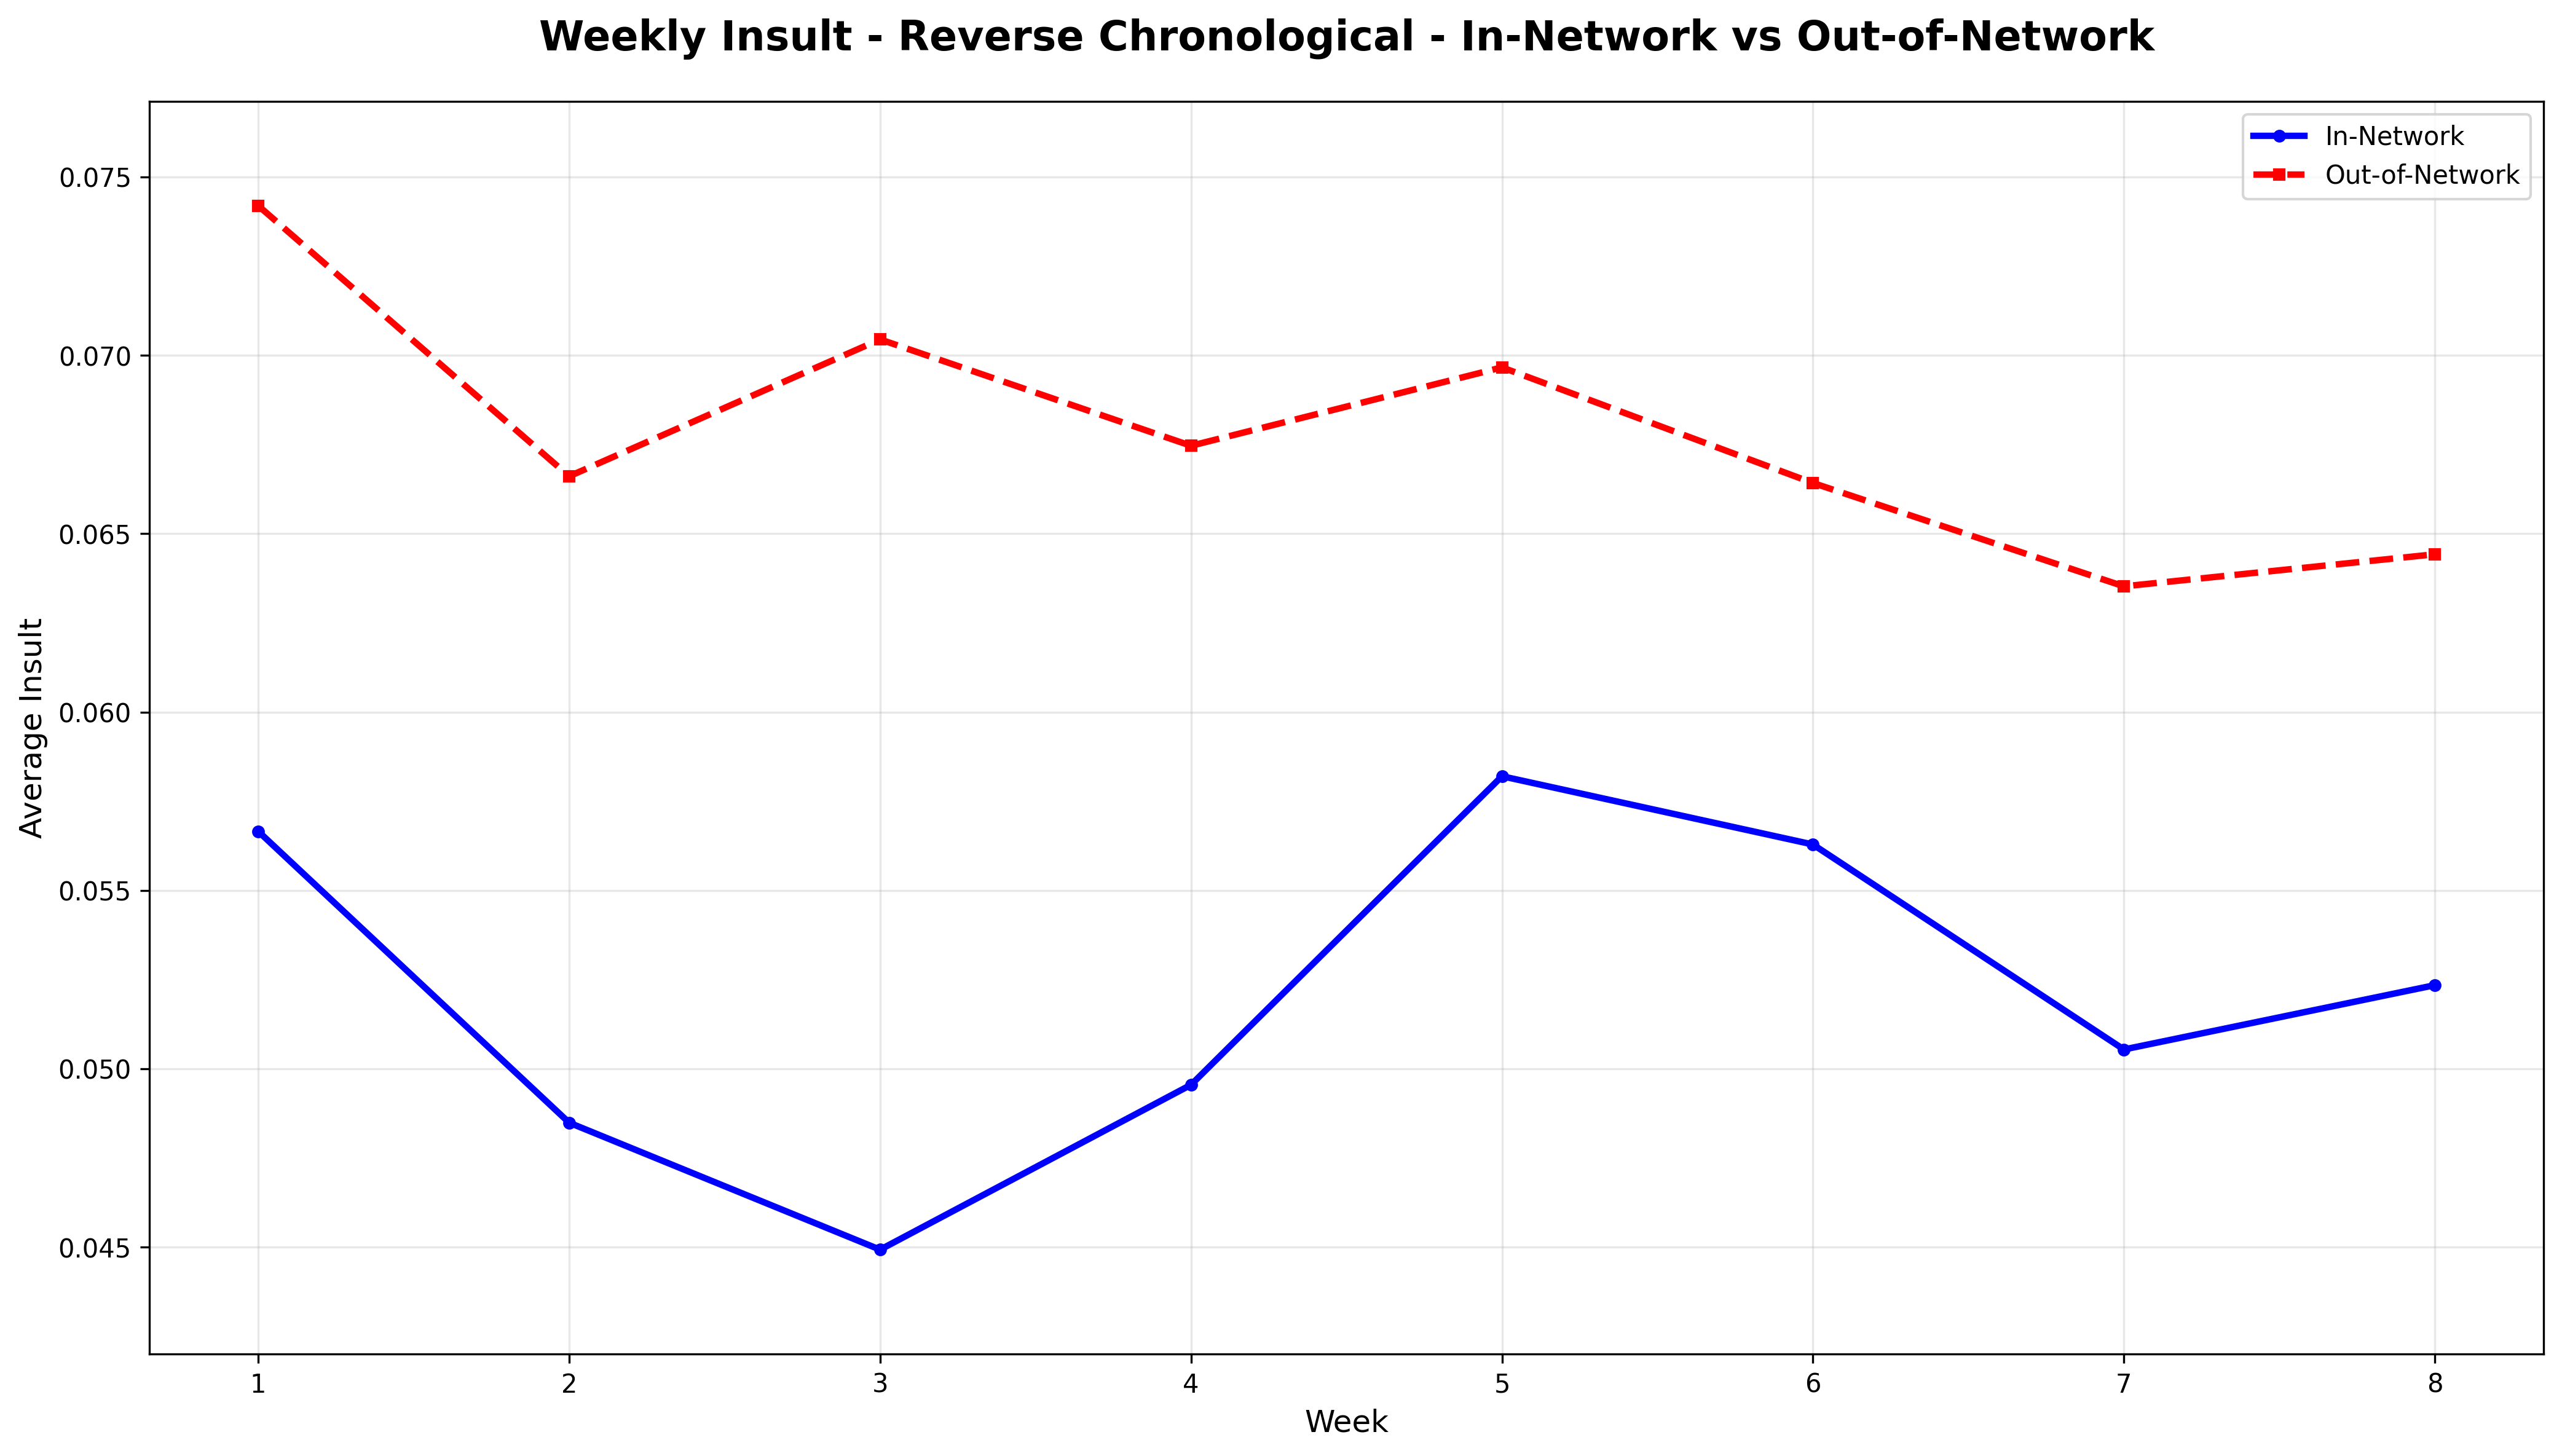 Weekly Insult - Reverse Chronological - In-Network vs Out-of-Network
In-Network
Out-of-Network
0.075
0.070
0.065
0.060
0.055
0.050
0.045
Average Insult
1 2 3 4 5 6 7 8
Week